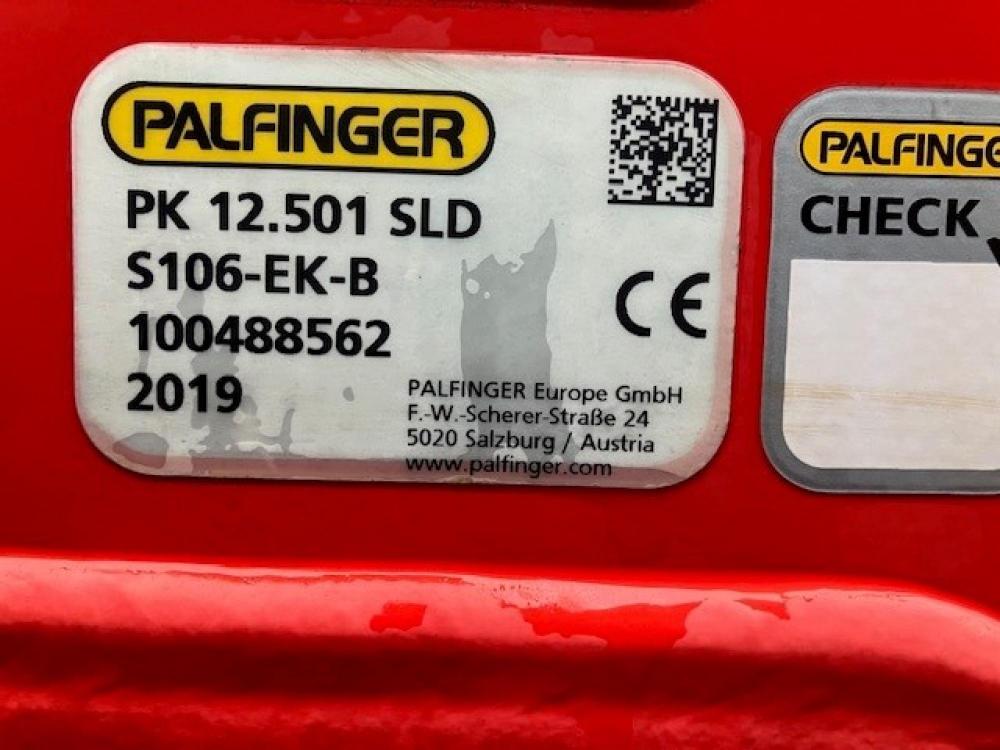 PALFINGER
PK 12.501 SLD
S106-EK-B
100488562
2019
CE
PALFINGER Europe GmbH
F.-W.-Scherer-Straße 24
5020 Salzburg / Austria
www.palfinger.com
PALFINGE
CHECK